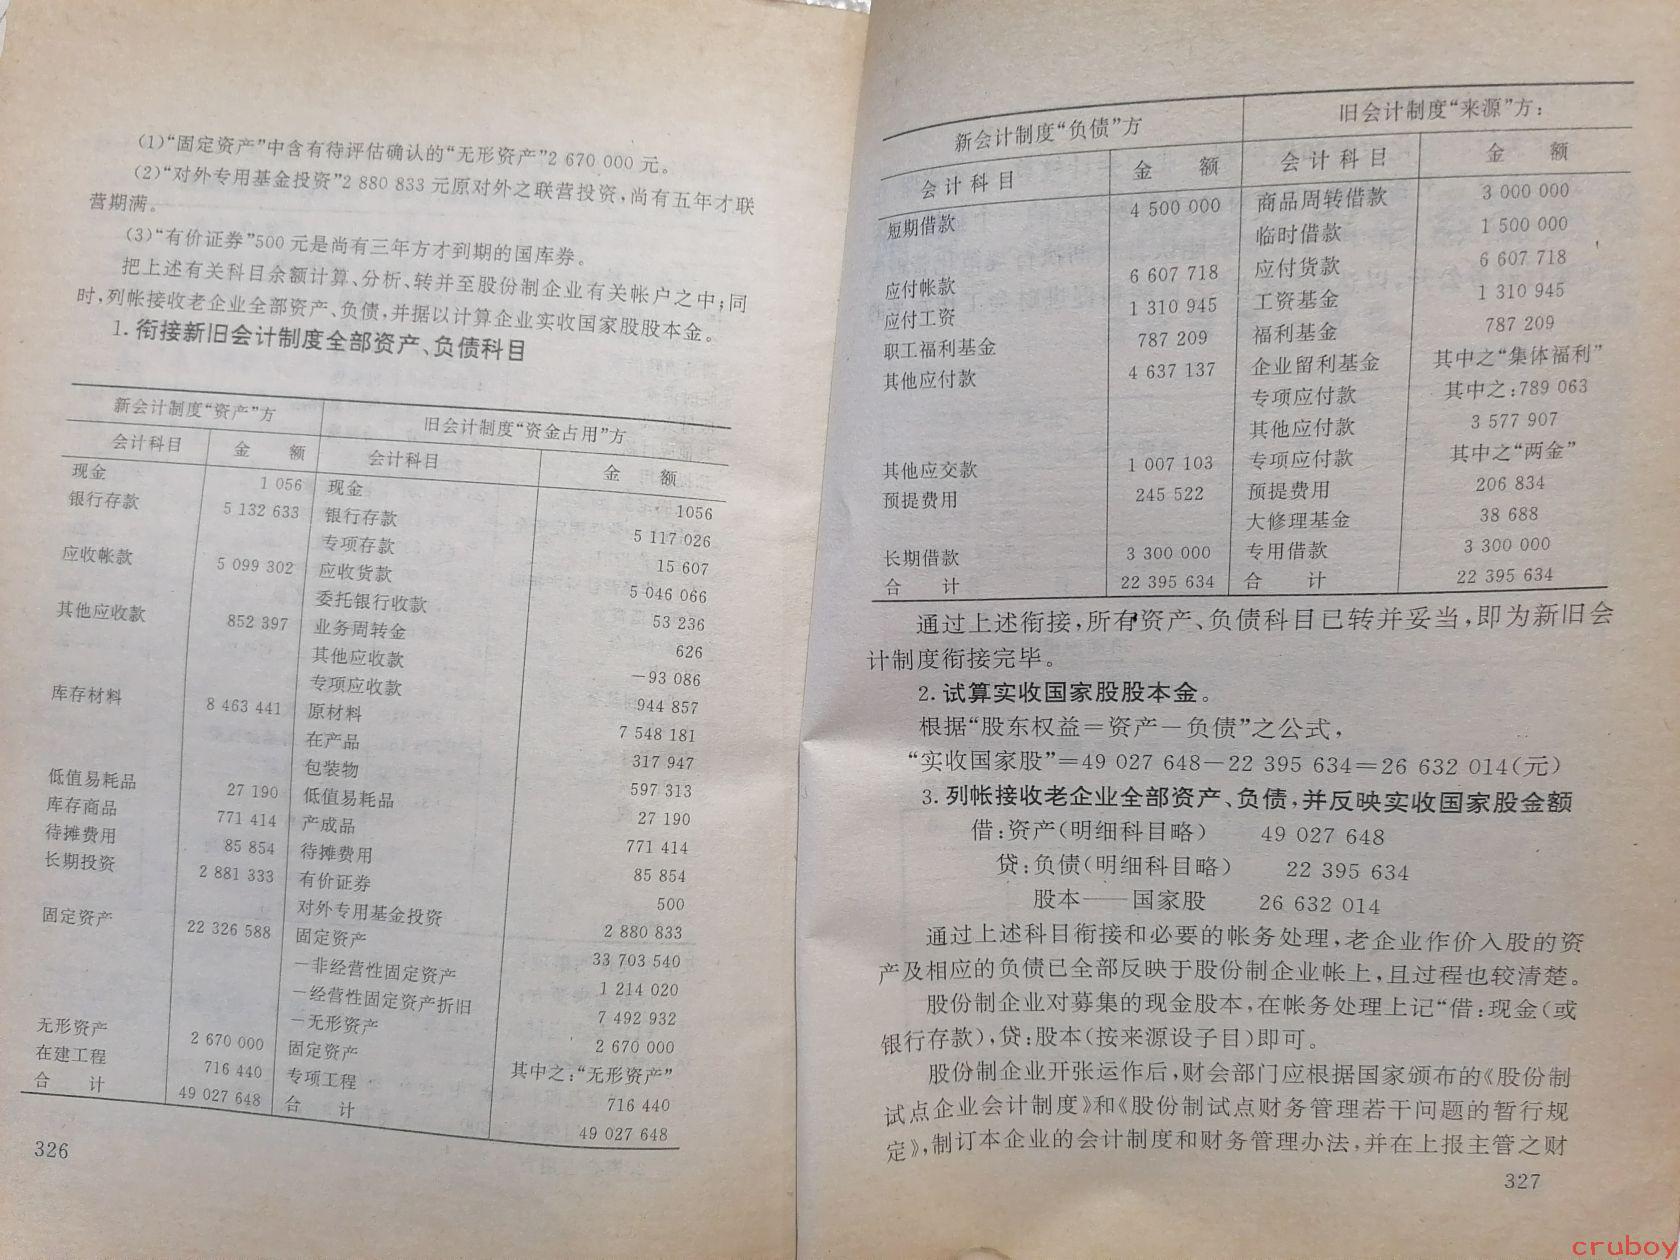 (1)“固定资产”中含有待评估确认的“无形资产”2 670 000 元。
(2)“对外专用基金投资”2 880 833 元原对外之联营投资,尚有五年才联
营期满。
(3)“有价证券”500 元是尚有三年方才到期的国库券。
把上述有关科目余额计算、分析、转并至股份制企业有关帐户之中;同
时,列帐接收老企业全部资产、负债,并据以计算企业实收国家股股本金。
1. 衔接新旧会计制度全部资产、负债科目
新会计制度“资产”方 旧会计制度“资金占用”方
会计科目 金 额 会计科目 金 额
现金 1 056 现金 1056
银行存款 5 132 633 银行存款 5 117 026
专项存款 15 607
应收帐款 5 099 302 应收货款 5 046 066
委托银行收款 53 236
其他应收款 852 397 业务周转金 626
其他应收款 －93 086
专项应收款 944 857
库存材料 8 463 441 原材料 7 548 181
在产品 317 947
包装物 597 313
低值易耗品 27 190 低值易耗品 27 190
库存商品 771 414 产成品 771 414
待摊费用 85 854 待摊费用 85 854
长期投资 2 881 333 有价证券 500
对外专用基金投资 2 880 833
固定资产 22 326 588 固定资产 33 703 540
－非经营性固定资产 1 214 020
－经营性固定资产折旧 7 492 932
－无形资产 2 670 000
无形资产 2 670 000 固定资产 其中之:“无形资产”
在建工程 716 440 专项工程 716 440
合 计 49 027 648 合 计 49 027 648
326
新会计制度“负债”方 旧会计制度“来源”方:
会计科目 金 额 会计科目 金 额
短期借款 4 500 000 商品周转借款 3 000 000
临时借款 1 500 000
应付帐款 6 607 718 应付货款 6 607 718
应付工资 1 310 945 工资基金 1 310 945
职工福利基金 787 209 福利基金 787 209
其他应付款 4 637 137 企业留利基金 其中之“集体福利”
专项应付款 其中之:789 063
其他应付款 3 577 907
其他应交款 1 007 103 专项应付款 其中之“两金”
预提费用 245 522 预提费用 206 834
大修理基金 38 688
长期借款 3 300 000 专用借款 3 300 000
合 计 22 395 634 合 计 22 395 634
通过上述衔接,所有资产、负债科目已转并妥当,即为新旧会
计制度衔接完毕。
2. 试算实收国家股股本金。
根据“股东权益＝资产－负债”之公式,
“实收国家股”＝49 027 648－22 395 634＝26 632 014(元)
3. 列帐接收老企业全部资产、负债,并反映实收国家股金额
借:资产(明细科目略) 49 027 648
贷:负债(明细科目略) 22 395 634
股本——国家股 26 632 014
通过上述科目衔接和必要的帐务处理,老企业作价入股的资
产及相应的负债已全部反映于股份制企业帐上,且过程也较清楚。
股份制企业对募集的现金股本,在帐务处理上记“借:现金(或
银行存款),贷:股本(按来源设子目)即可。
股份制企业开张运作后,财会部门应根据国家颁布的《股份制
试点企业会计制度》和《股份制试点财务管理若干问题的暂行规
定》,制订本企业的会计制度和财务管理办法,并在上报主管之财
327
cruboy